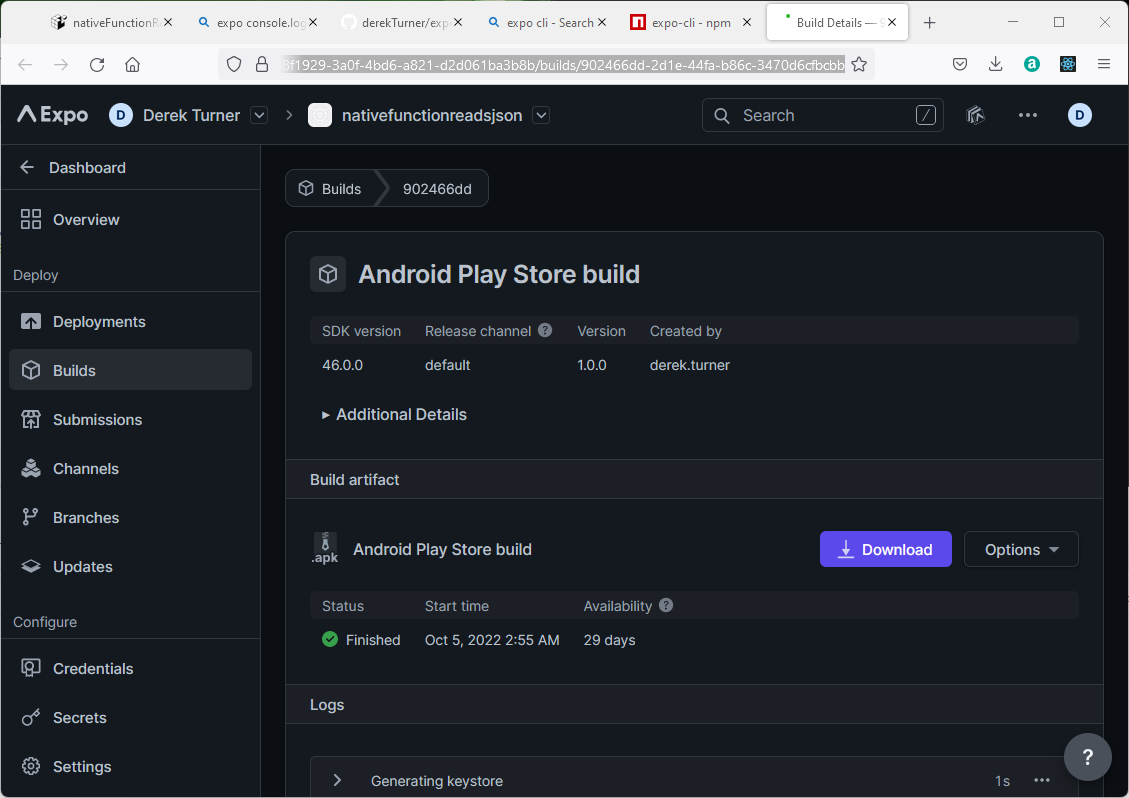 nativeFunctionR
expo console.log
derekTurner/exp
expo cli - Search
expo-cli - npm
Build Details —
8f1929-3a0f-4bd6-a821-d2d061ba3b8b/builds/902466dd-2d1e-44fa-b86c-3470d6cfbcbb
Expo
D
Derek Turner
nativefunctionreadsjson
Search
/
D
Dashboard
Overview
Deploy
Deployments
Builds
Submissions
Channels
Branches
Updates
Configure
Credentials
Secrets
Settings
Builds
902466dd
Android Play Store build
SDK version Release channel ? Version Created by
46.0.0 default 1.0.0 derek.turner
Additional Details
Build artifact
.apk
Android Play Store build
Download
Options
Status Start time Availability ?
Finished Oct 5, 2022 2:55 AM 29 days
Logs
Generating keystore 1s
?